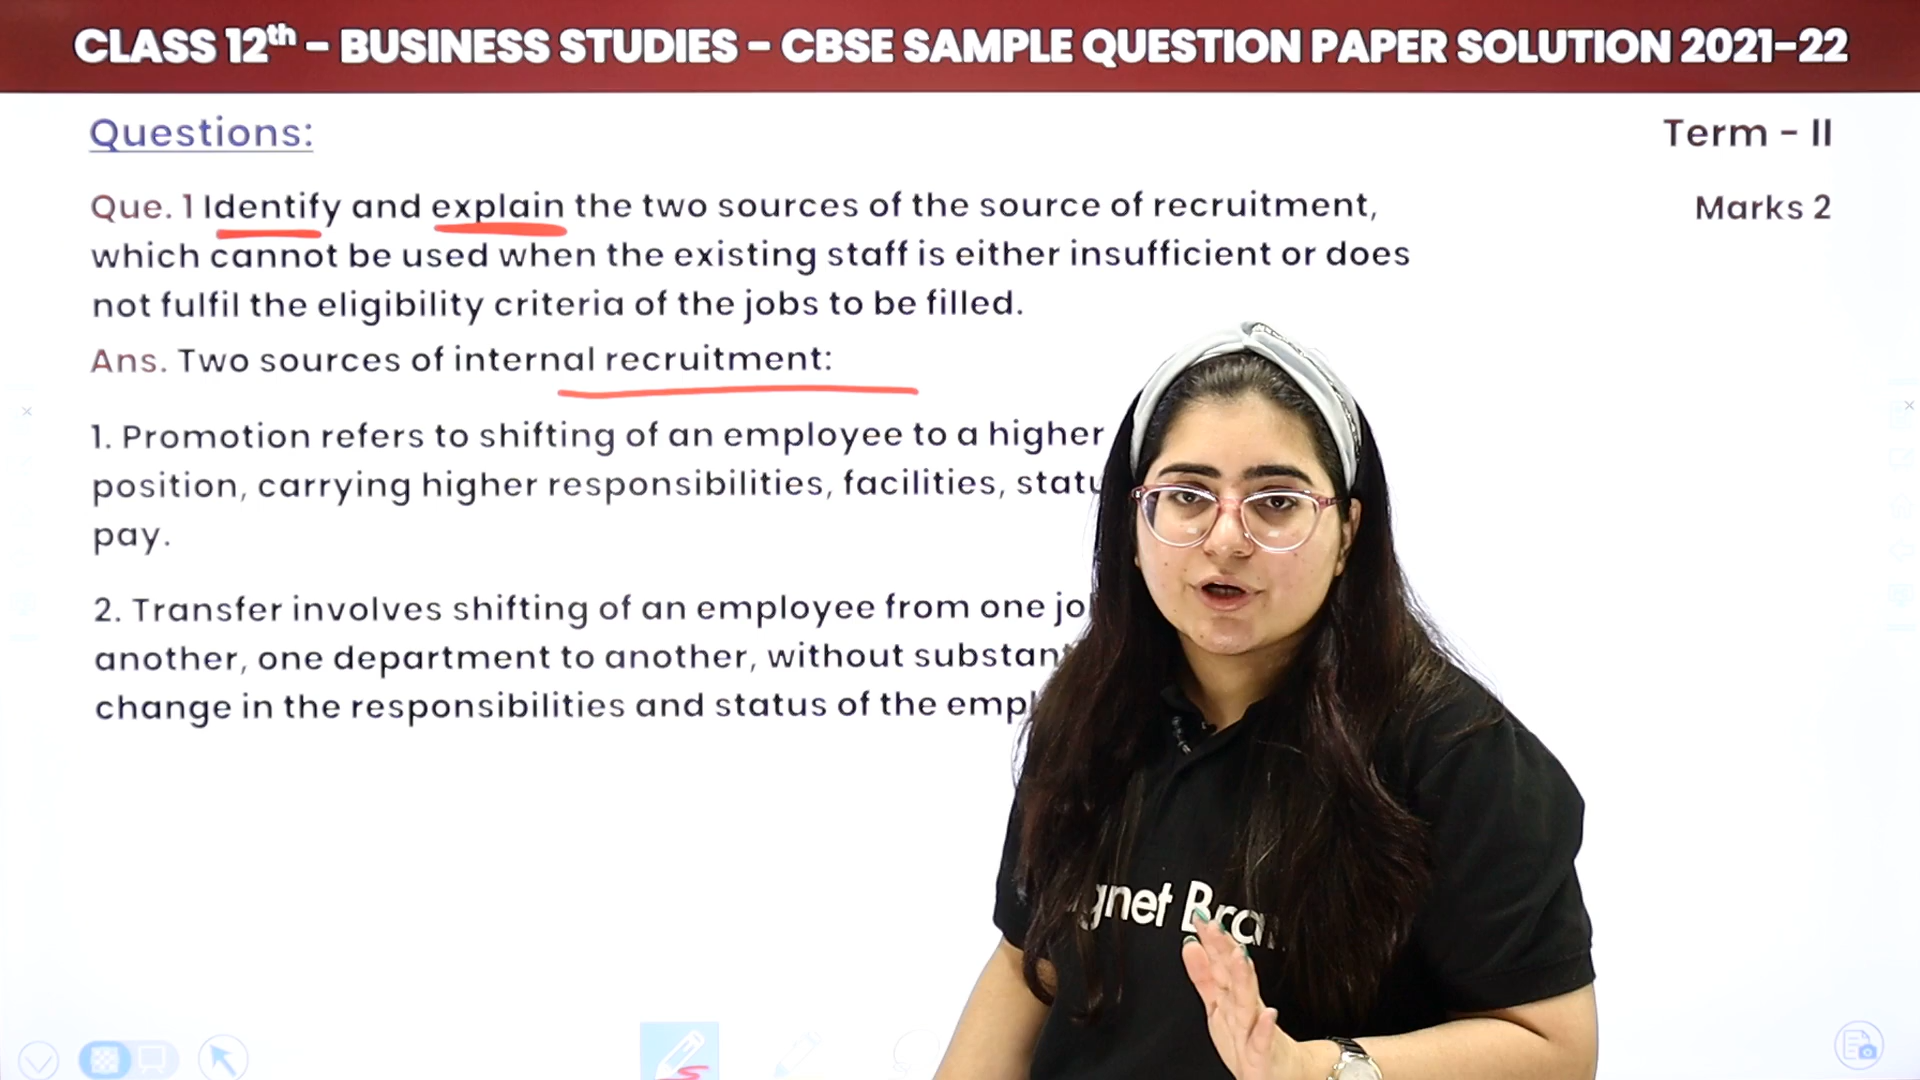 CLASS 12th – BUSINESS STUDIES – CBSE SAMPLE QUESTION PAPER SOLUTION 2021-22
Questions:
Term - II
Que. 1 Identify and explain the two sources of the source of recruitment,
Marks 2
which cannot be used when the existing staff is either insufficient or does
not fulfil the eligibility criteria of the jobs to be filled.
Ans. Two sources of internal recruitment:
1. Promotion refers to shifting of an employee to a higher
position, carrying higher responsibilities, facilities,
pay.
2. Transfer involves shifting of an employee from one
another, one department to another, without
change in the responsibilities and status of the